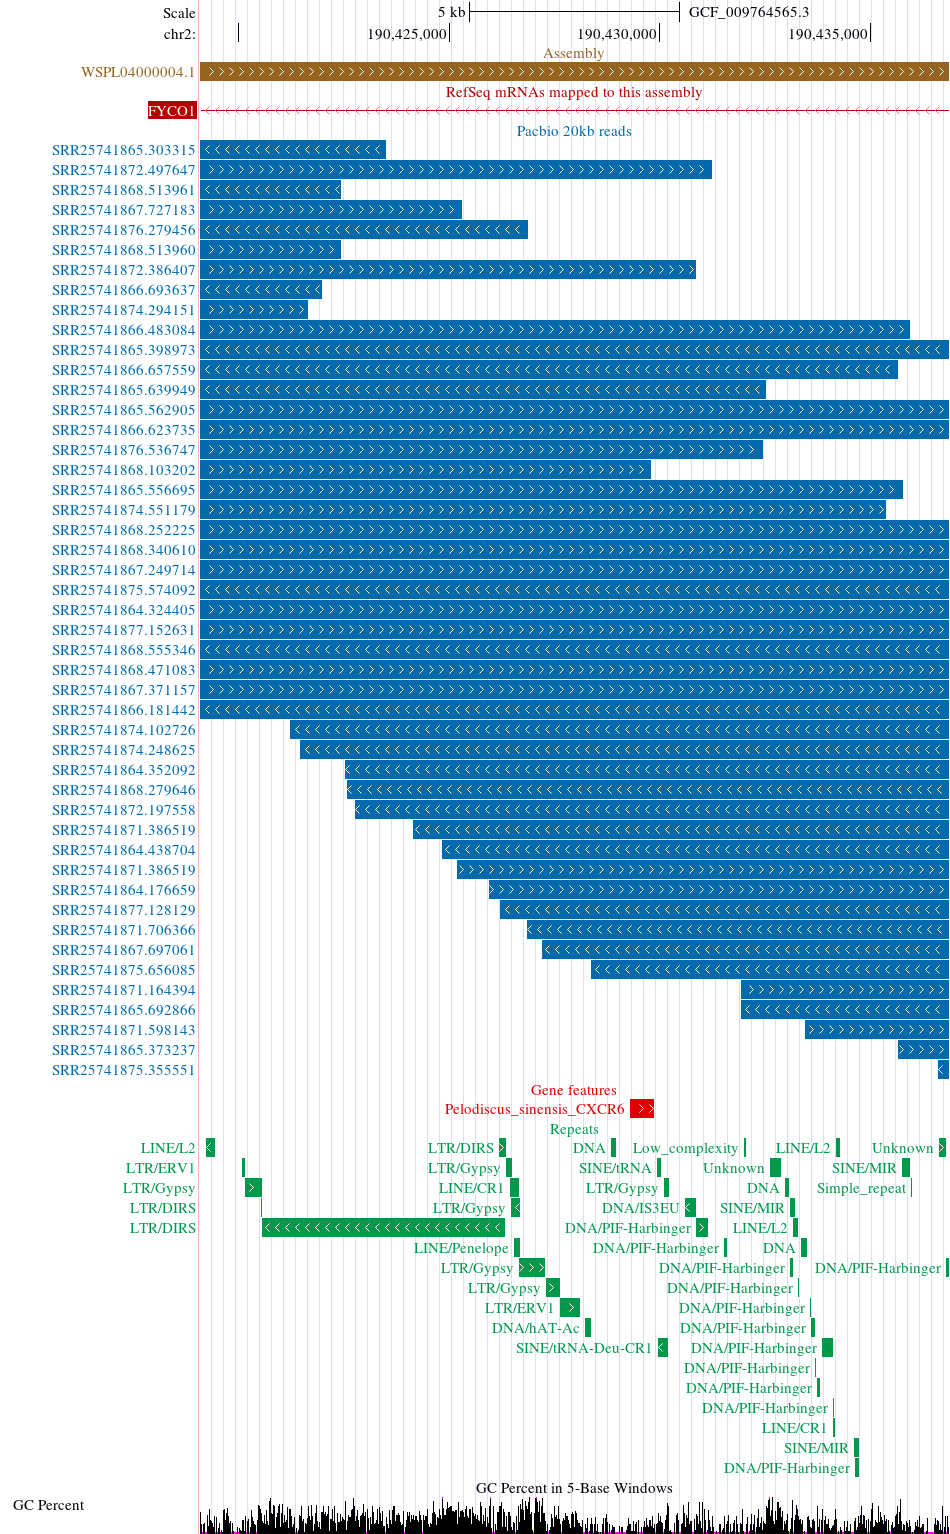 Scale 5 kb GCF_009764565.3
chr2: 190,425,000 190,430,000 190,435,000
Assembly
WSPL04000004.1
RefSeq mRNAs mapped to this assembly
FYCO1
Pacbio 20kb reads
SRR25741865.303315
SRR25741872.497647
SRR25741868.513961
SRR25741867.727183
SRR25741876.279456
SRR25741868.513960
SRR25741872.386407
SRR25741866.693637
SRR25741874.294151
SRR25741866.483084
SRR25741865.398973
SRR25741866.657559
SRR25741865.639949
SRR25741865.562905
SRR25741866.623735
SRR25741876.536747
SRR25741868.103202
SRR25741865.556695
SRR25741874.551179
SRR25741868.252225
SRR25741868.340610
SRR25741867.249714
SRR25741875.574092
SRR25741864.324405
SRR25741877.152631
SRR25741868.555346
SRR25741868.471083
SRR25741867.371157
SRR25741866.181442
SRR25741874.102726
SRR25741874.248625
SRR25741864.352092
SRR25741868.279646
SRR25741872.197558
SRR25741871.386519
SRR25741864.438704
SRR25741871.386519
SRR25741864.176659
SRR25741877.128129
SRR25741871.706366
SRR25741867.697061
SRR25741875.656085
SRR25741871.164394
SRR25741865.692866
SRR25741871.598143
SRR25741865.373237
SRR25741875.355551
Gene features
Pelodiscus_sinensis_CXCR6
Repeats
LINE/L2 LTR/DIRS DNA Low_complexity LINE/L2 Unknown
LTR/ERV1 LTR/Gypsy SINE/tRNA Unknown SINE/MIR
LTR/Gypsy LINE/CR1 LTR/Gypsy DNA Simple_repeat
LTR/DIRS LTR/Gypsy DNA/IS3EU SINE/MIR
LTR/DIRS DNA/PIF-Harbinger LINE/L2
LINE/Penelope DNA/PIF-Harbinger DNA
LTR/Gypsy DNA/PIF-Harbinger DNA/PIF-Harbinger
LTR/Gypsy DNA/PIF-Harbinger
LTR/ERV1 DNA/PIF-Harbinger
DNA/hAT-Ac DNA/PIF-Harbinger
SINE/tRNA-Deu-CR1 DNA/PIF-Harbinger
DNA/PIF-Harbinger
DNA/PIF-Harbinger
DNA/PIF-Harbinger
LINE/CR1
SINE/MIR
DNA/PIF-Harbinger
GC Percent in 5-Base Windows
GC Percent